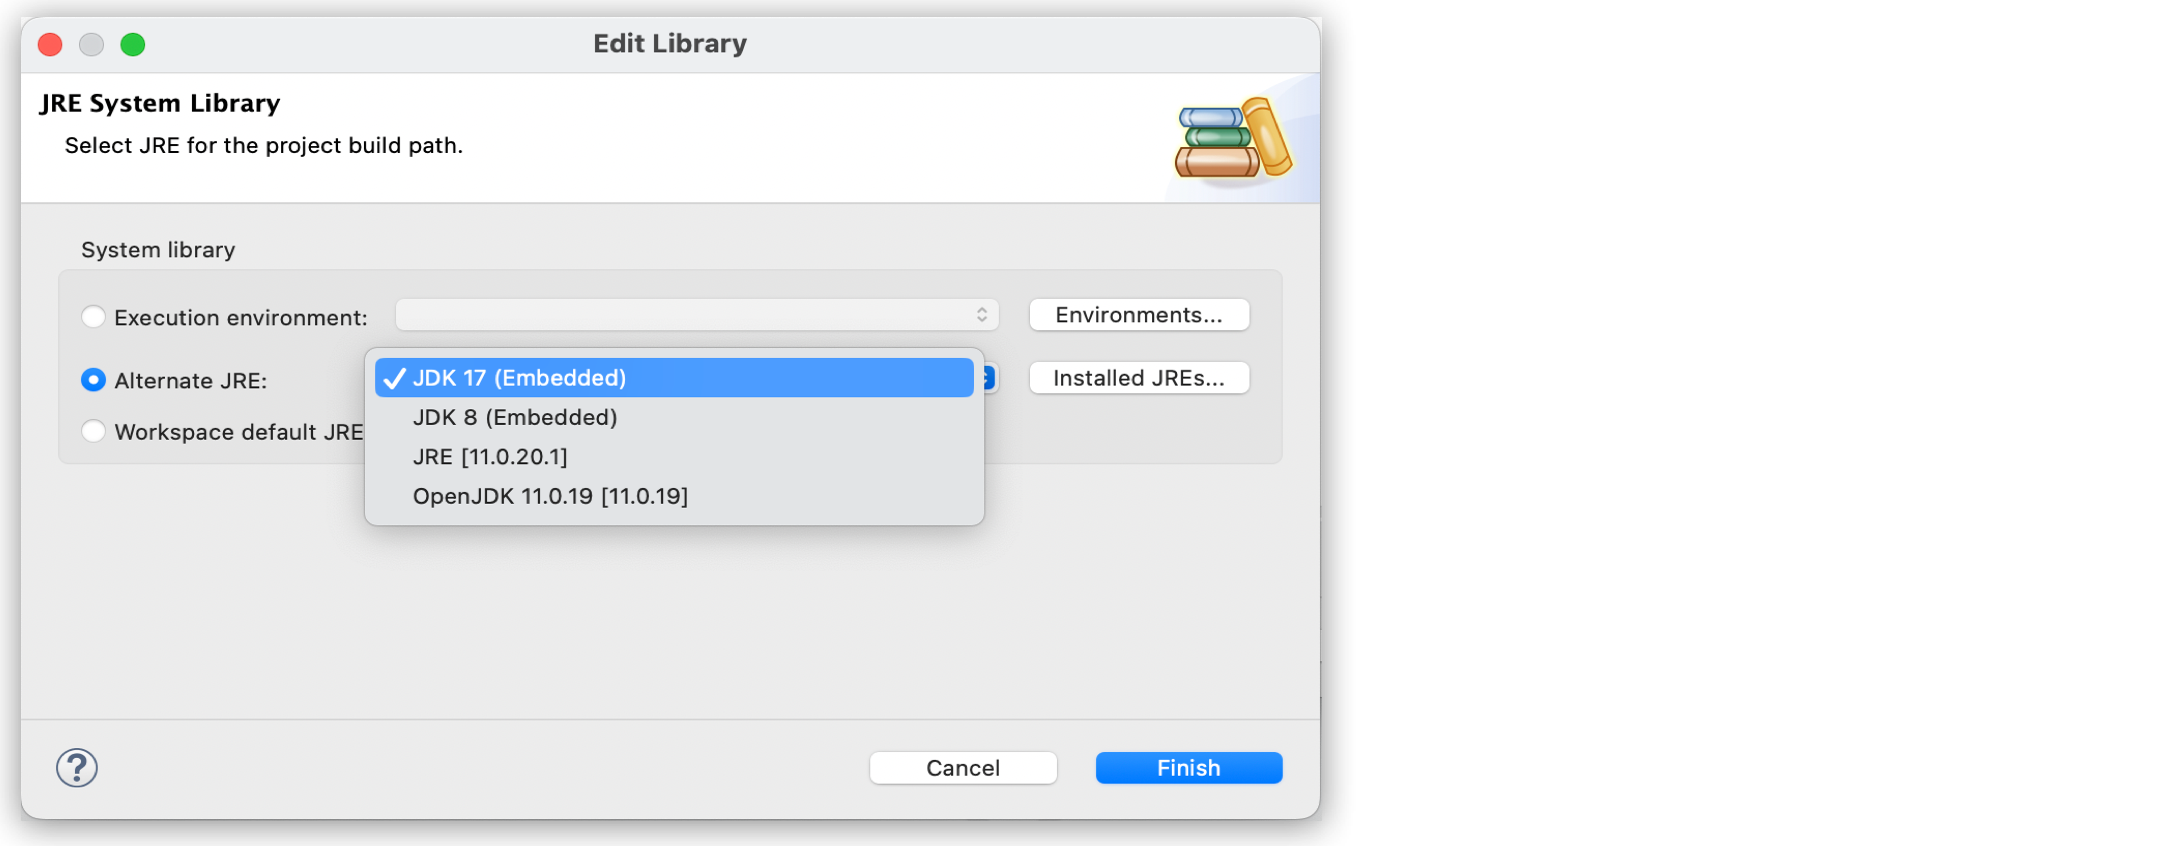 Edit Library
JRE System Library
Select JRE for the project build path.
System library
Execution environment:
Environments...
Alternate JRE:
JDK 17 (Embedded)
Installed JREs...
JDK 8 (Embedded)
Workspace default JRE
JRE [11.0.20.1]
OpenJDK 11.0.19 [11.0.19]
?
Cancel
Finish